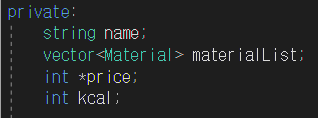 private:
string name;
vector<Material> materialList;
int *price;
int kcal;